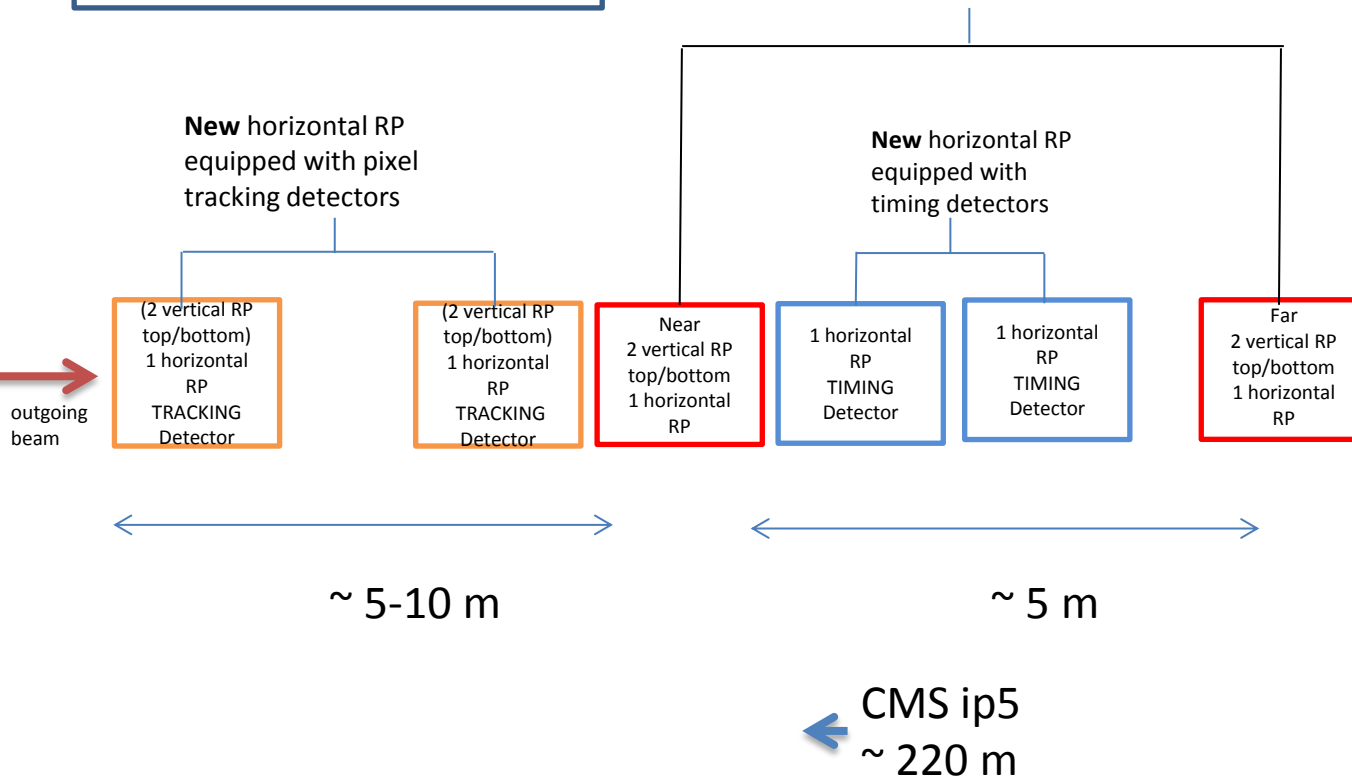 New horizontal RP
equipped with pixel
tracking detectors
New horizontal RP
equipped with
timing detectors
outgoing
beam
(2 vertical RP
top/bottom)
1 horizontal
RP
TRACKING
Detector
(2 vertical RP
top/bottom)
1 horizontal
RP
TRACKING
Detector
Near
2 vertical RP
top/bottom
1 horizontal
RP
1 horizontal
RP
TIMING
Detector
1 horizontal
RP
TIMING
Detector
Far
2 vertical RP
top/bottom
1 horizontal
RP
~ 5-10 m
~ 5 m
CMS ip5
~ 220 m